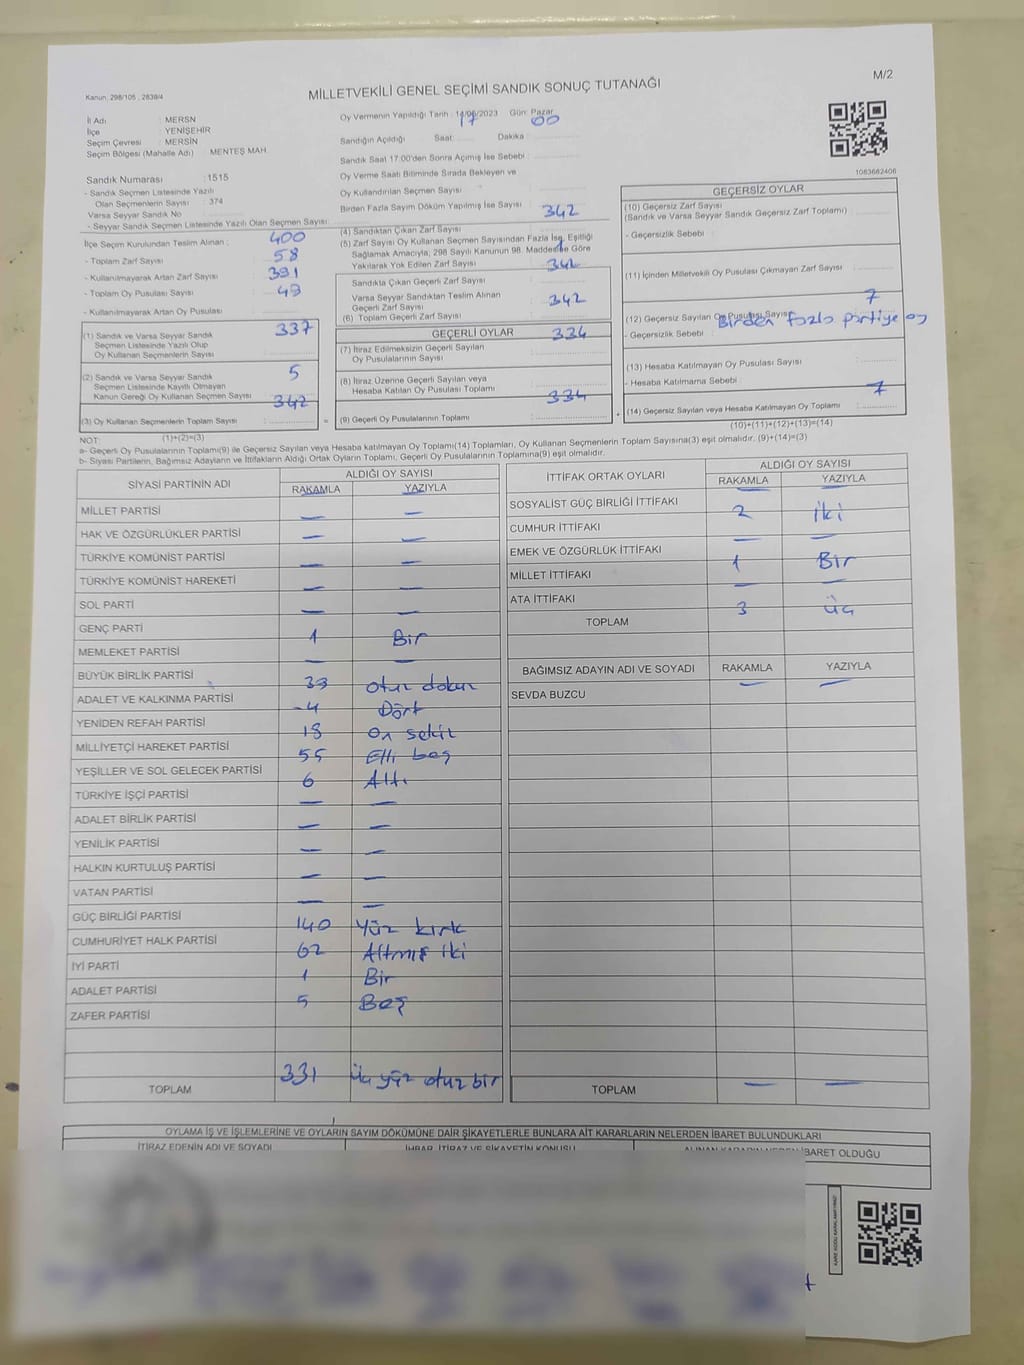 M/2
Kanun, 298/105 , 2839/4
MİLLETVEKİLİ GENEL SEÇİMİ SANDIK SONUÇ TUTANAĞI
İl Adı : MERSN
İlçe : YENİŞEHİR
Seçim Çevresi : MERSİN
Seçim Bölgesi (Mahalle Adı) : MENTEŞ MAH.
Sandık Numarası : 1515
- Sandık Seçmen Listesinde Yazılı
Olan Seçmenlerin Sayısı : 374
Varsa Seyyar Sandık No
- Seyyar Sandık Seçmen Listesinde Yazılı Olan Seçmen Sayısı:
İlçe Seçim Kurulundan Teslim Alınan ; 400
- Toplam Zarf Sayısı 58
- Kullanılmayarak Artan Zarf Sayısı 391
- Toplam Oy Pusulası Sayısı 49
- Kullanılmayarak Artan Oy Pusulası
(1) Sandık ve Varsa Seyyar Sandık 337
Seçmen Listesinde Yazılı Olup
Oy Kullanan Seçmenlerin Sayısı
(2) Sandık ve Varsa Seyyar Sandık 5
Seçmen Listesinde Kayıtlı Olmayan
Kanun Gereği Oy Kullanan Seçmen Sayısı 342
(3) Oy Kullanan Seçmenlerin Toplam Sayısı
(1)+(2)=(3)
Oy Vermenin Yapıldığı Tarih : 14/05/2023 Gün: Pazar
17 00
Sandığın Açıldığı Saat Dakika
Sandık Saat 17:00'den Sonra Açımış İse Sebebi
Oy Verme Saati Bitiminde Sırada Bekleyen ve
Oy Kullandırılan Seçmen Sayısı
Birden Fazla Sayım Döküm Yapılmış İse Sayısı 342
(4) Sandıktan Çıkan Zarf Sayısı
(5) Zarf Sayısı Oy Kullanan Seçmen Sayısından Fazla İse, Eşitliği
Sağlamak Amacıyla; 298 Sayılı Kanunun 98. Maddesine Göre
Yakılarak Yok Edilen Zarf Sayısı 342
Sandıkta Çıkan Geçerli Zarf Sayısı
Varsa Seyyar Sandıktan Teslim Alınan 342
Geçerli Zarf Sayısı
(6) Toplam Geçerli Zarf Sayısı
GEÇERLİ OYLAR 334
(7) İtiraz Edilmeksizin Geçerli Sayılan
Oy Pusulalarının Sayısı
(8) İtiraz Üzerine Geçerli Sayılan veya
Hesaba Katılan Oy Pusulası Toplamı 334
(9) Geçerli Oy Pusulalarının Toplamı
1083662406
GEÇERSİZ OYLAR
(10) Geçersiz Zarf Sayısı
(Sandık ve Varsa Seyyar Sandık Geçersiz Zarf Toplamı)
- Geçersizlik Sebebi
(11) İçinden Milletvekili Oy Pusulası Çıkmayan Zarf Sayısı
7
(12) Geçersiz Sayılan Oy Pusulası Sayısı
Birden fazla partiye oy
- Geçersizlik Sebebi
(13) Hesaba Katılmayan Oy Pusulası Sayısı
- Hesaba Katılmama Sebebi 7
(14) Geçersiz Sayılan veya Hesaba Katılmayan Oy Toplamı
(10)+(11)+(12)+(13)=(14)
NOT:
a- Geçerli Oy Pusulaları Toplamı(9) ile Geçersiz Sayılan veya Hesaba katılmayan Oy Toplamı(14) Toplamları, Oy Kullanan Seçmenlerin Toplam Sayısına(3) eşit olmalıdır. (9)+(14)=(3)
b- Siyasi Partilerin, Bağımsız Adayların ve İttifakların Aldığı Ortak Oyların Toplamı, Geçerli Oy Pusulalarının Toplamına(9) eşit olmalıdır.
SİYASİ PARTİNİN ADI ALDIĞI OY SAYISI
RAKAMLA YAZIYLA
MİLLET PARTİSİ — —
HAK VE ÖZGÜRLÜKLER PARTİSİ — —
TÜRKİYE KOMÜNİST PARTİSİ — —
TÜRKİYE KOMÜNİST HAREKETİ — —
SOL PARTİ — —
GENÇ PARTİ 1 Bir
MEMLEKET PARTİSİ — —
BÜYÜK BİRLİK PARTİSİ 39 otuz dokuz
ADALET VE KALKINMA PARTİSİ -4 Dört
YENİDEN REFAH PARTİSİ 18 On sekiz
MİLLİYETÇİ HAREKET PARTİSİ 55 Elli beş
YEŞİLLER VE SOL GELECEK PARTİSİ 6 Altı
TÜRKİYE İŞÇİ PARTİSİ — —
ADALET BİRLİK PARTİSİ — —
YENİLİK PARTİSİ — —
HALKIN KURTULUŞ PARTİSİ — —
VATAN PARTİSİ — —
GÜÇ BİRLİĞİ PARTİSİ 140 Yüz kırk
CUMHURİYET HALK PARTİSİ 62 Altmış iki
İYİ PARTİ 1 Bir
ADALET PARTİSİ 5 Beş
ZAFER PARTİSİ
TOPLAM 331 Üç yüz otuz bir
İTTİFAK ORTAK OYLARI ALDIĞI OY SAYISI
RAKAMLA YAZIYLA
SOSYALİST GÜÇ BİRLİĞİ İTTİFAKI 2 iki
CUMHUR İTTİFAKI — —
EMEK VE ÖZGÜRLÜK İTTİFAKI 1 Bir
MİLLET İTTİFAKI — —
ATA İTTİFAKI 3 Üç
TOPLAM
BAĞIMSIZ ADAYIN ADI VE SOYADI RAKAMLA YAZIYLA
SEVDA BUZCU — —
TOPLAM — —
OYLAMA İŞ VE İŞLEMLERİNE VE OYLARIN SAYIM DÖKÜMÜNE DAİR ŞİKAYETLERLE BUNLARA AİT KARARLARIN NELERDEN İBARET BULUNDUKLARI
İTİRAZ EDENİN ADI VE SOYADI İHBAR, İTİRAZ VE ŞİKAYETİN KONUSU ALINAN KARARIN NEDEN İBARET OLDUĞU